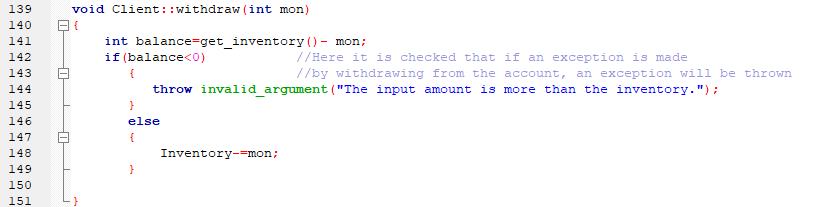 139 void Client::withdraw(int mon)
140 {
141 int balance=get_inventory()- mon;
142 if(balance<0) //Here it is checked that if an exception is made
143 { //by withdrawing from the account, an exception will be thrown
144 throw invalid_argument("The input amount is more than the inventory.");
145 }
146 else
147 {
148 Inventory-=mon;
149 }
150
151 }